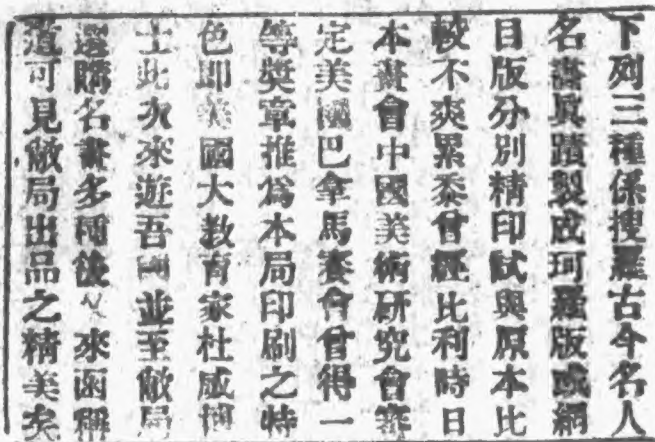 下列三種係搜羅古今名人
名畫眞蹟製成珂羅版或網
目版分別精印試與原本比
較不爽累黍曾經比利時日
本畫會中國美術研究會審
定美國巴拿馬賽會曾得一
等獎章推爲本局印刷之特
色即美國大教育家杜威博
士此次來遊吾國並至敝局
選購名畫多種後又來函稱
道可見敝局出品之精美矣